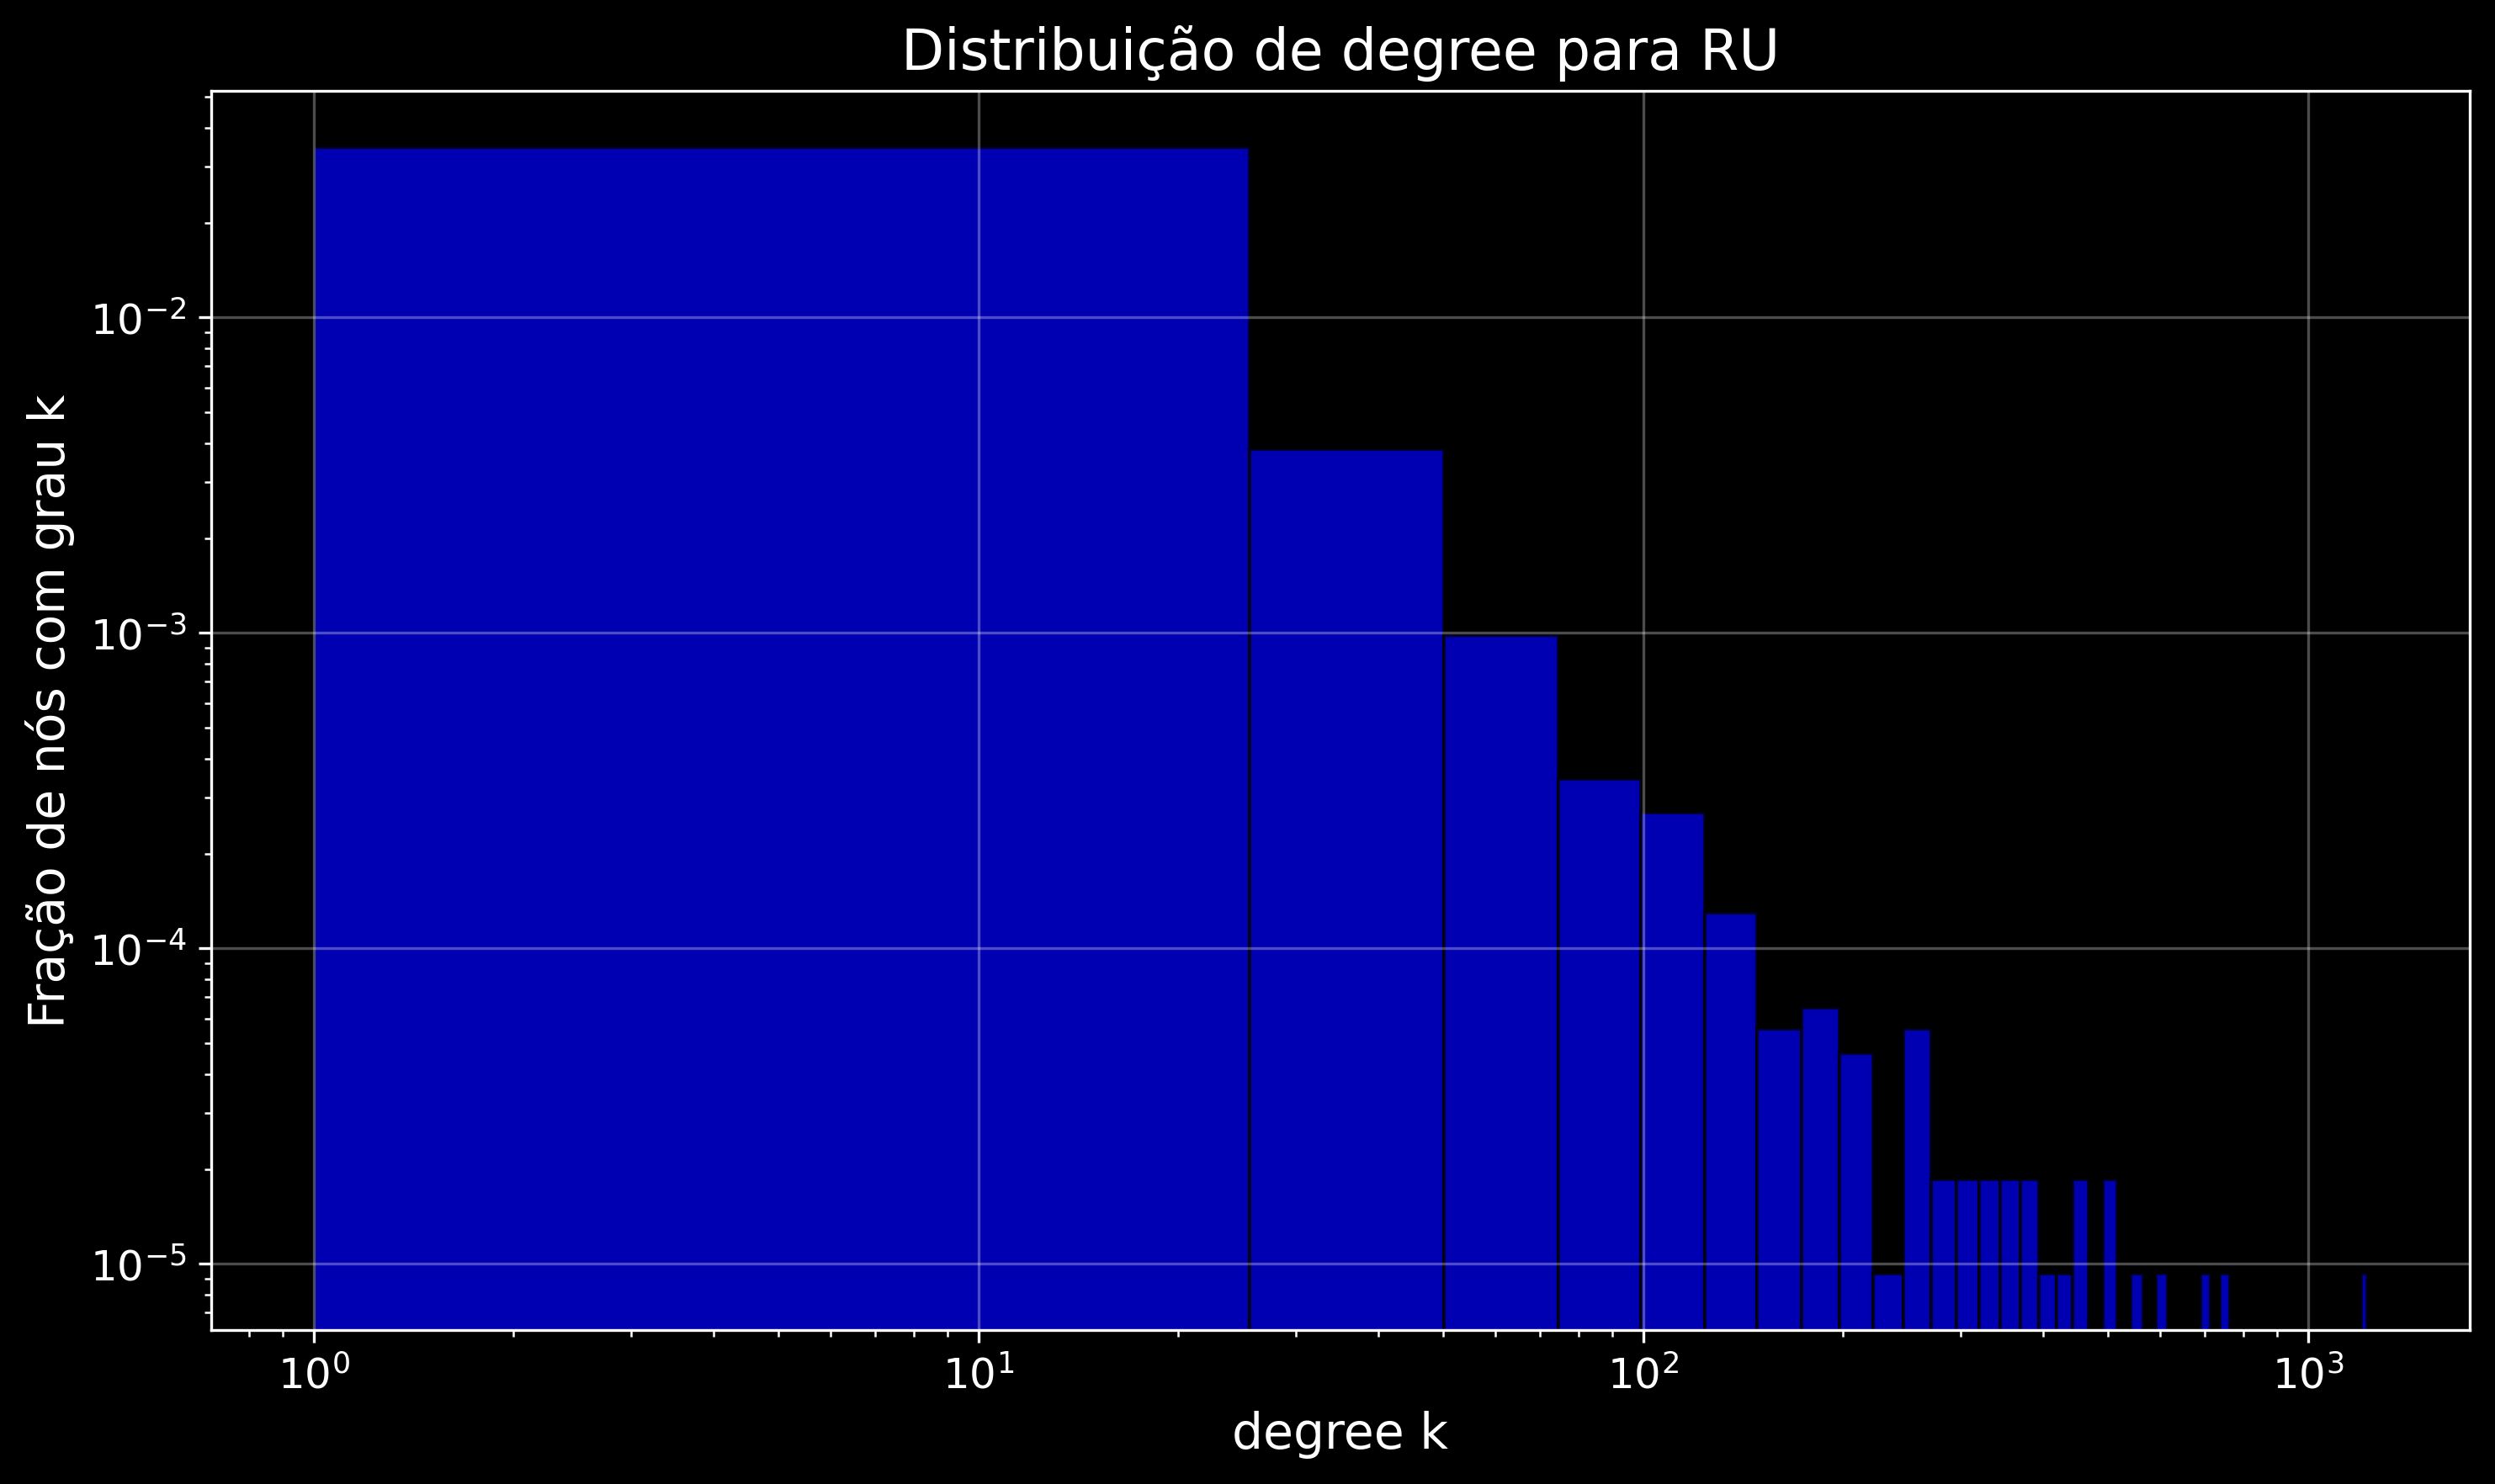 Distribuição de degree para RU
Fração de nós com grau k
10⁻²
10⁻³
10⁻⁴
10⁻⁵
10⁰ 10¹ 10² 10³
degree k